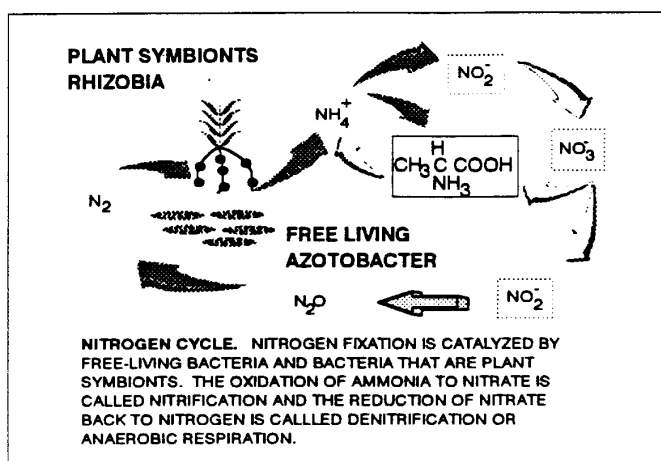 PLANT SYMBIONTS
RHIZOBIA
NO₂⁻
NH₄⁺
NO₃⁻
H
CH₃C COOH
NH₃
N₂
FREE LIVING
AZOTOBACTER
N₂O
NO₂⁻
NITROGEN CYCLE. NITROGEN FIXATION IS CATALYZED BY
FREE-LIVING BACTERIA AND BACTERIA THAT ARE PLANT
SYMBIONTS. THE OXIDATION OF AMMONIA TO NITRATE IS
CALLED NITRIFICATION AND THE REDUCTION OF NITRATE
BACK TO NITROGEN IS CALLLED DENITRIFICATION OR
ANAEROBIC RESPIRATION.